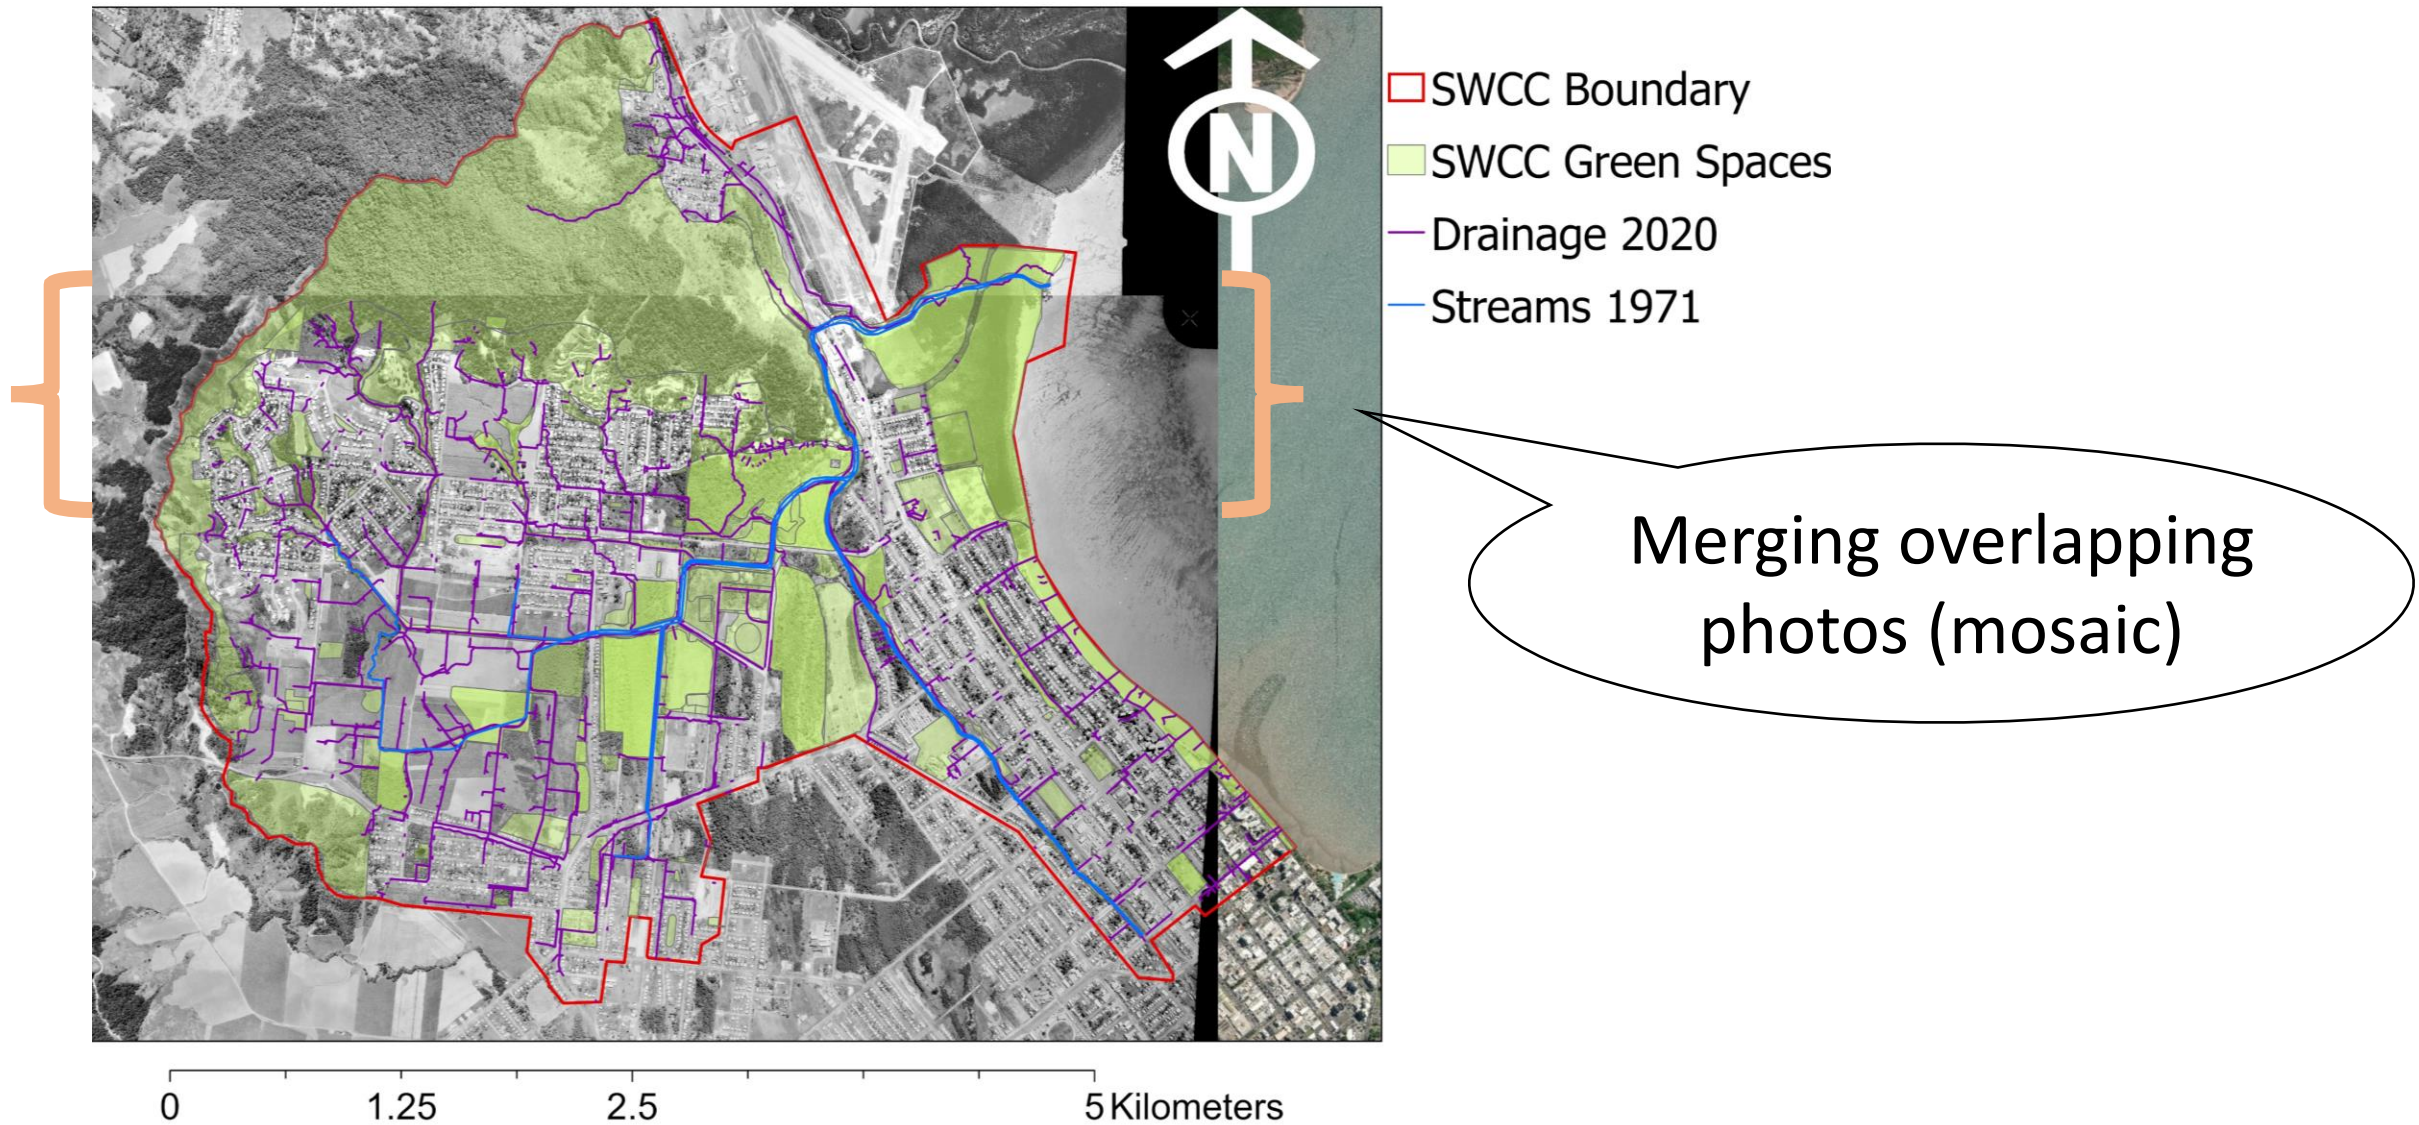 N
SWCC Boundary
SWCC Green Spaces
Drainage 2020
Streams 1971
Merging overlapping
photos (mosaic)
0 1.25 2.5 5 Kilometers